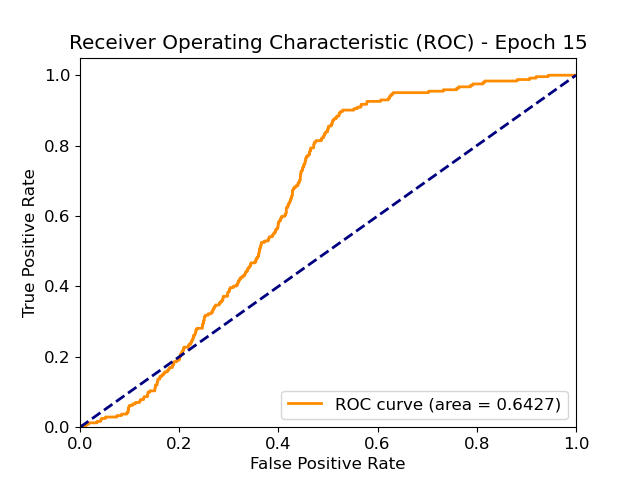 Receiver Operating Characteristic (ROC) - Epoch 15
True Positive Rate
1.0
0.8
0.6
0.4
0.2
0.0
ROC curve (area = 0.6427)
0.0 0.2 0.4 0.6 0.8 1.0
False Positive Rate